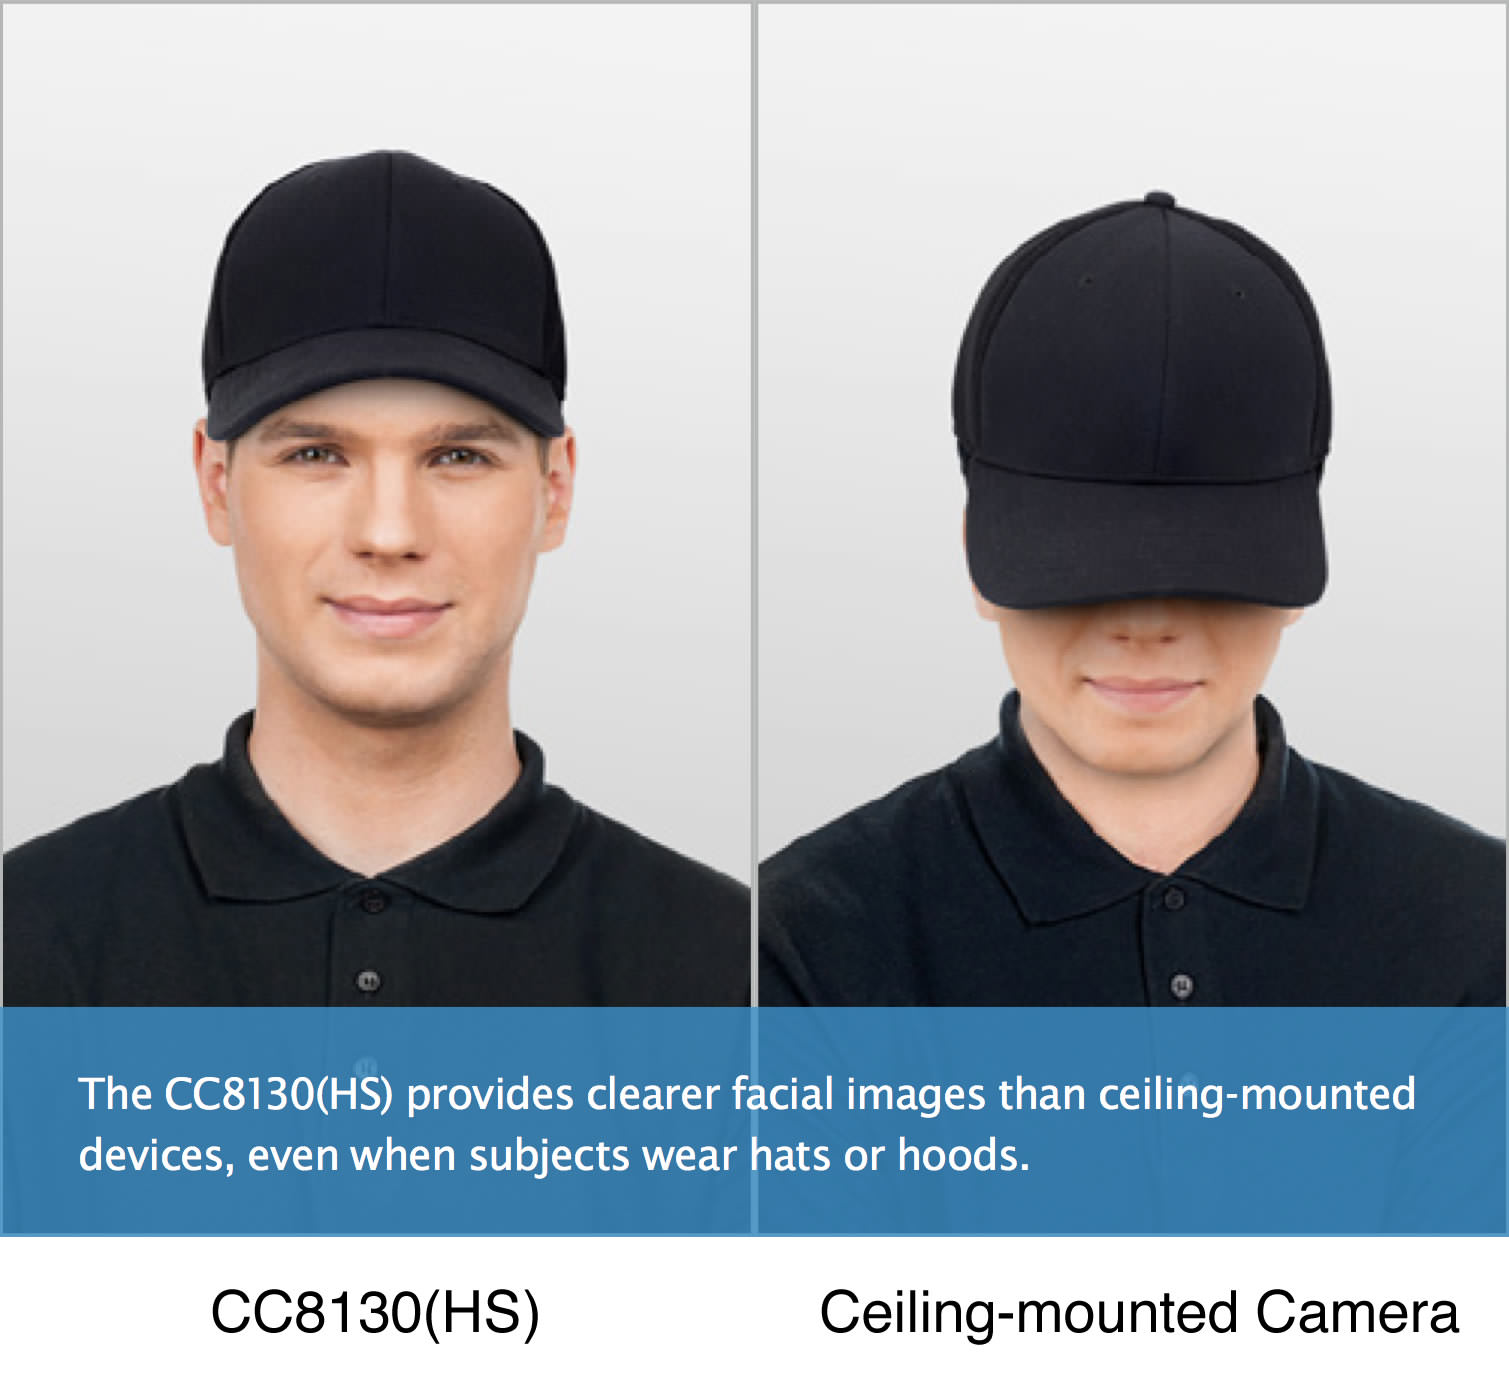 The CC8130(HS) provides clearer facial images than ceiling-mounted
devices, even when subjects wear hats or hoods.
CC8130(HS)
Ceiling-mounted Camera